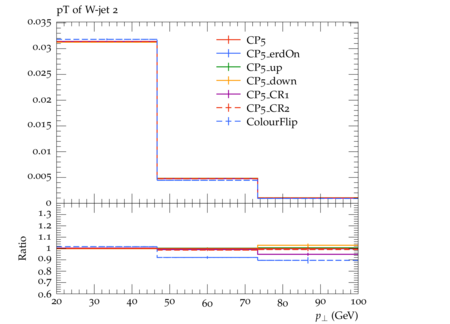 pT of W-jet 2
0.035
0.03
0.025
0.02
0.015
0.01
0.005
0
CP5
CP5_erdOn
CP5_up
CP5_down
CP5_CR1
CP5_CR2
ColourFlip
1.3
1.2
1.1
1
0.9
0.8
0.7
0.6
Ratio
20 30 40 50 60 70 80 90 100
p⊥ (GeV)